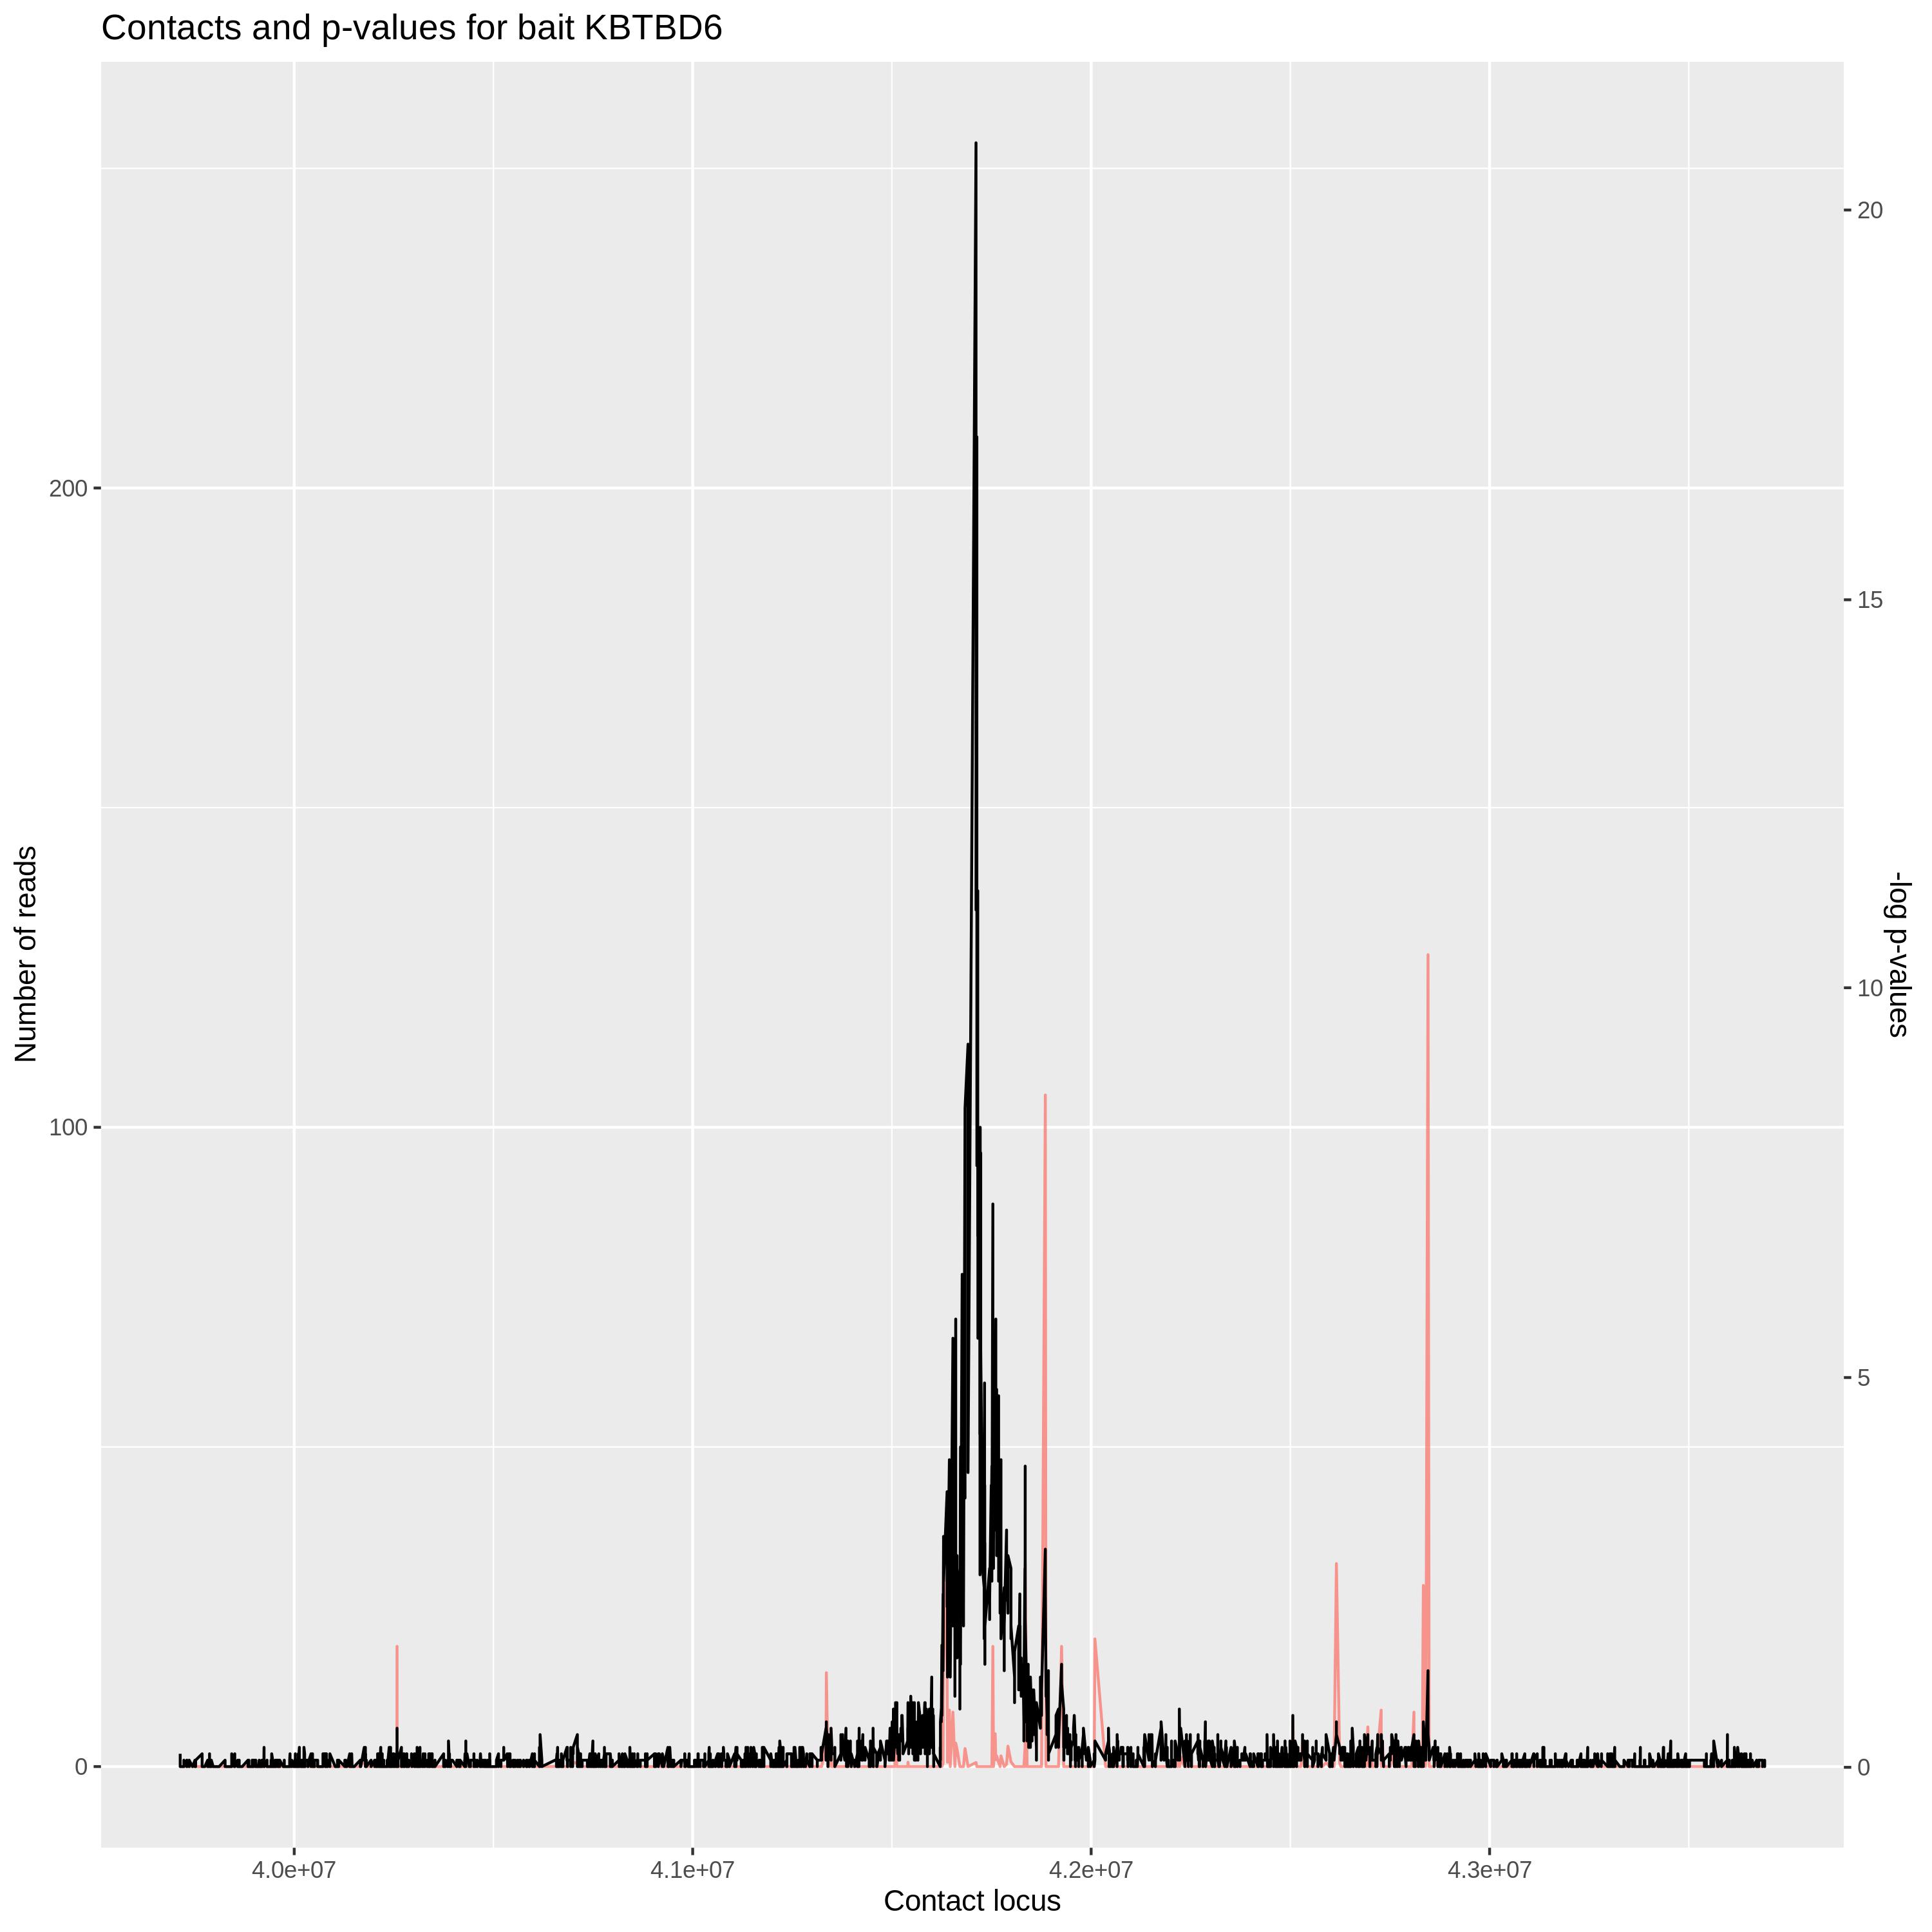 Contacts and p-values for bait KBTBD6
Number of reads
200
100
0
20
15
10
5
0
-log p-values
4.0e+07
4.1e+07
4.2e+07
4.3e+07
Contact locus